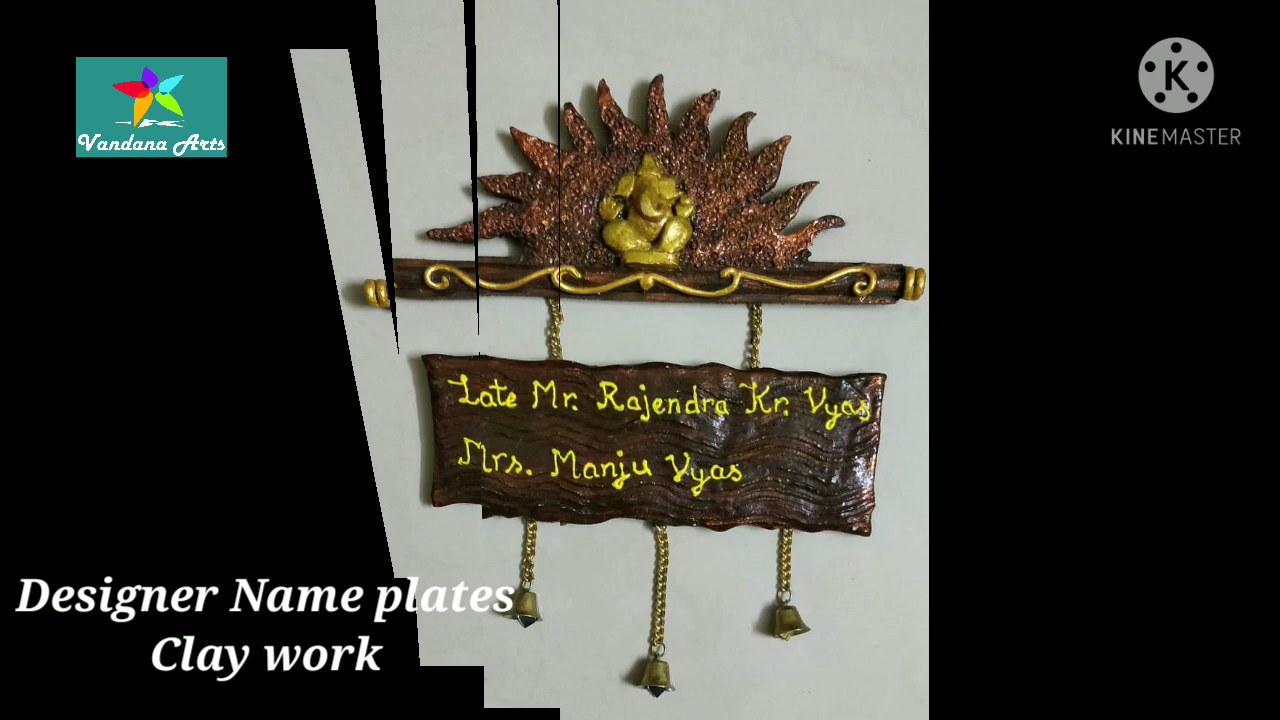 Vandana Arts
K
KINEMASTER
Late Mr. Rajendra Kr. Vyas
Mrs. Manju Vyas
Designer Name plates
Clay work